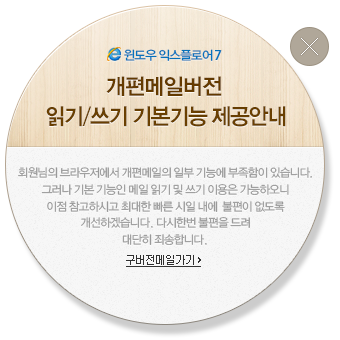 윈도우 익스플로어 7
개편메일버전
읽기/쓰기 기본기능 제공안내
회원님의 브라우저에서 개편메일의 일부 기능에 부족함이 있습니다.
그러나 기본 기능인 메일 읽기 및 쓰기 이용은 가능하오니
이점 참고하시고 최대한 빠른 시일 내에 불편이 없도록
개선하겠습니다. 다시한번 불편을 드려
대단히 죄송합니다.
구버전메일가기 >